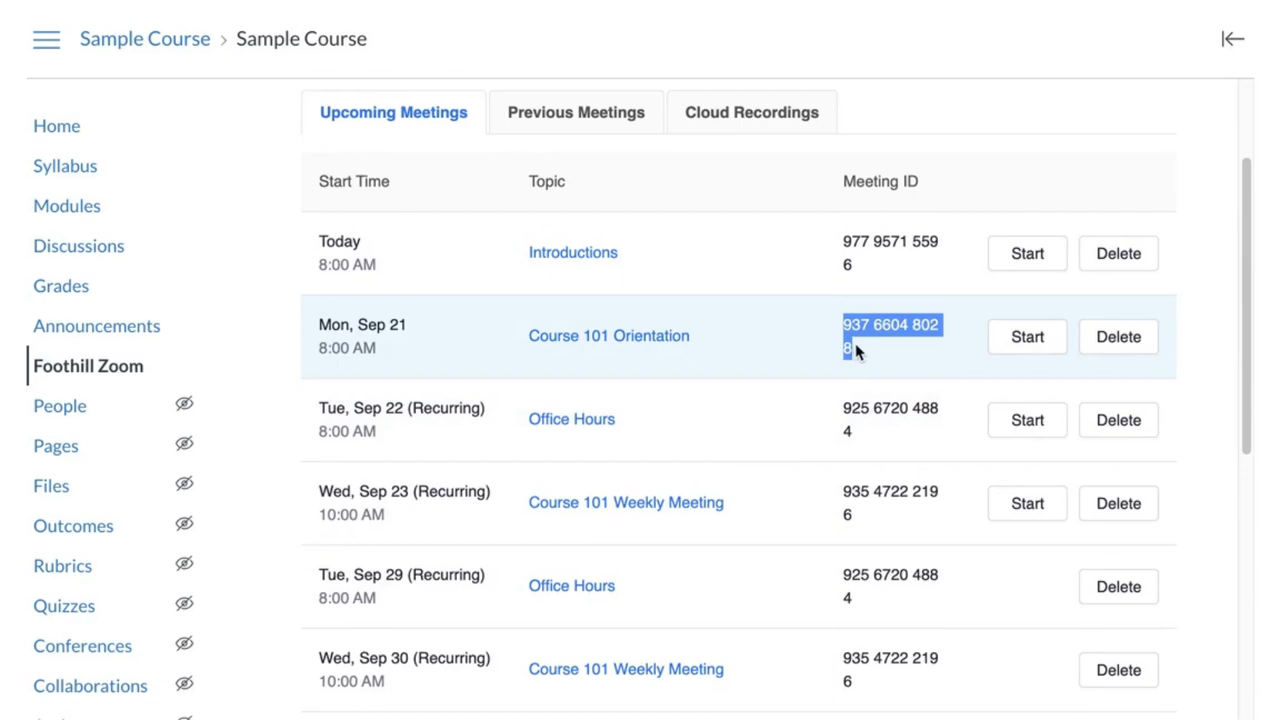 Sample Course > Sample Course
Home
Syllabus
Modules
Discussions
Grades
Announcements
Foothill Zoom
People
Pages
Files
Outcomes
Rubrics
Quizzes
Conferences
Collaborations
Upcoming Meetings Previous Meetings Cloud Recordings
Start Time Topic Meeting ID
Today
8:00 AM
Introductions
977 9571 559
6
Start Delete
Mon, Sep 21
8:00 AM
Course 101 Orientation
937 6604 802
8
Start Delete
Tue, Sep 22 (Recurring)
8:00 AM
Office Hours
925 6720 488
4
Start Delete
Wed, Sep 23 (Recurring)
10:00 AM
Course 101 Weekly Meeting
935 4722 219
6
Start Delete
Tue, Sep 29 (Recurring)
8:00 AM
Office Hours
925 6720 488
4
Delete
Wed, Sep 30 (Recurring)
10:00 AM
Course 101 Weekly Meeting
935 4722 219
6
Delete